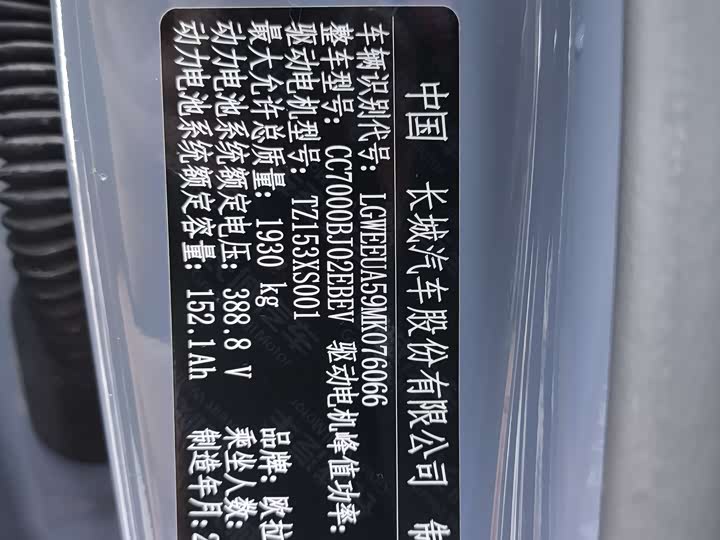 中国 长城汽车股份有限公司 制
车辆识别代号: LGWEEUA59MK076066
整车型号: CC7000BJ02EBEV 驱动电机峰值功率:
驱动电机型号: TZ153XS001
最大允许总质量: 1930 kg 品牌: 欧拉
动力电池系统额定电压: 388.8 V 乘坐人数:
动力电池系统额定容量: 152.1Ah 制造年月: 2